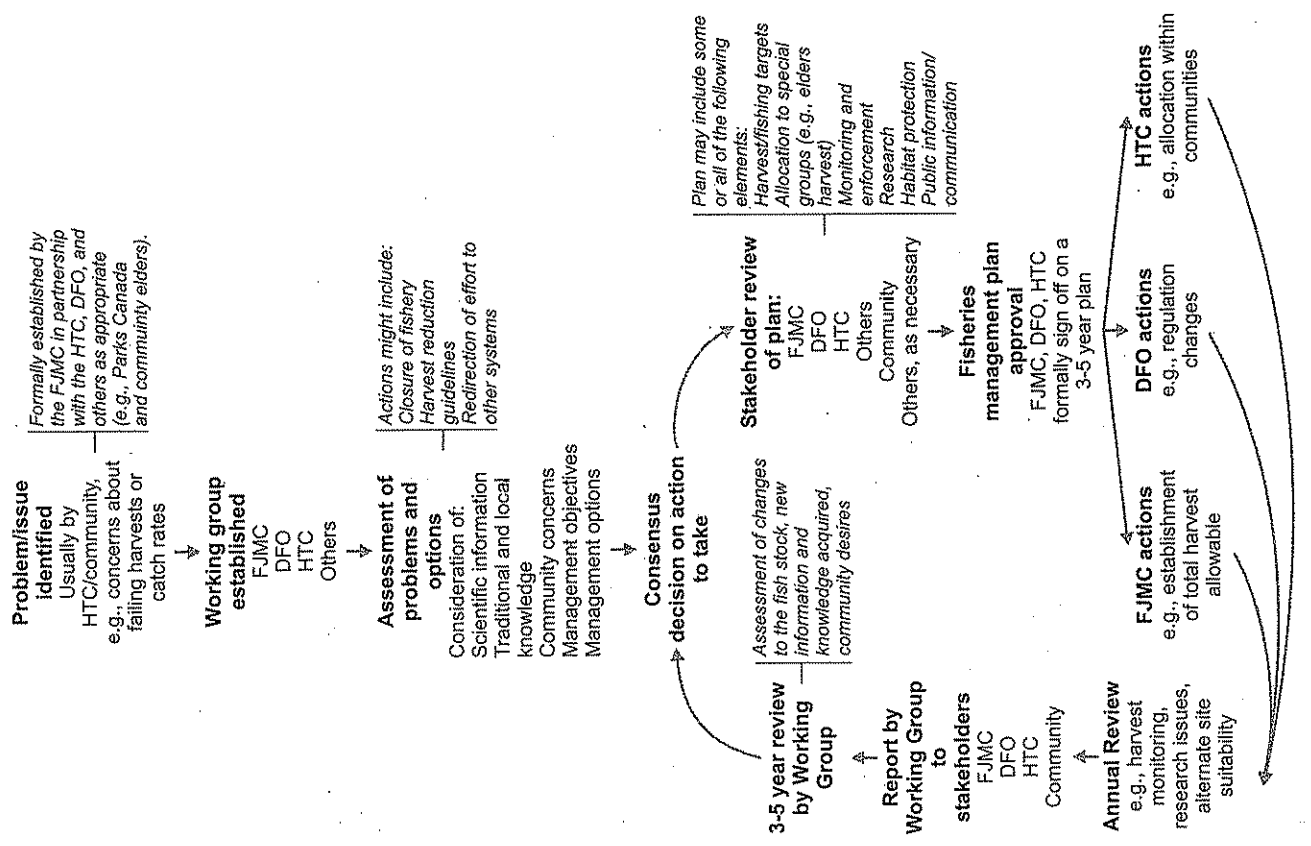 Problem/issue
identified
Usually by
HTC/community,
e.g., concerns about
failing harvests or
catch rates
Formally established by
the FJMC in partnership
with the HTC, DFO, and
others as appropriate
(e.g., Parks Canada
and community elders).
Working group
established
FJMC
DFO
HTC
Others
Assessment of
problems and
options
Consideration of:
Scientific information
Traditional and local
knowledge
Community concerns
Management objectives
Management options
Actions might include:
Closure of fishery
Harvest reduction
guidelines
Redirection of effort to
other systems
Consensus
decision on action
to take
Stakeholder review
of plan:
FJMC
DFO
HTC
Others
Community
Others, as necessary
Plan may include some
or all of the following
elements:
Harvest/fishing targets
Allocation to special
groups (e.g., elders
harvest)
Monitoring and
enforcement
Research
Habitat protection
Public information/
communication
Fisheries
management plan
approval
FJMC, DFO, HTC
formally sign off on a
3-5 year plan
FJMC actions
e.g., establishment
of total harvest
allowable
DFO actions
e.g., regulation
changes
HTC actions
e.g., allocation within
communities
Annual Review
e.g., harvest
monitoring,
research issues,
alternate site
suitability
Report by
Working Group
to
stakeholders
FJMC
DFO
HTC
Community
3-5 year review
by Working
Group
Assessment of changes
to the fish stock, new
information and
knowledge acquired,
community desires